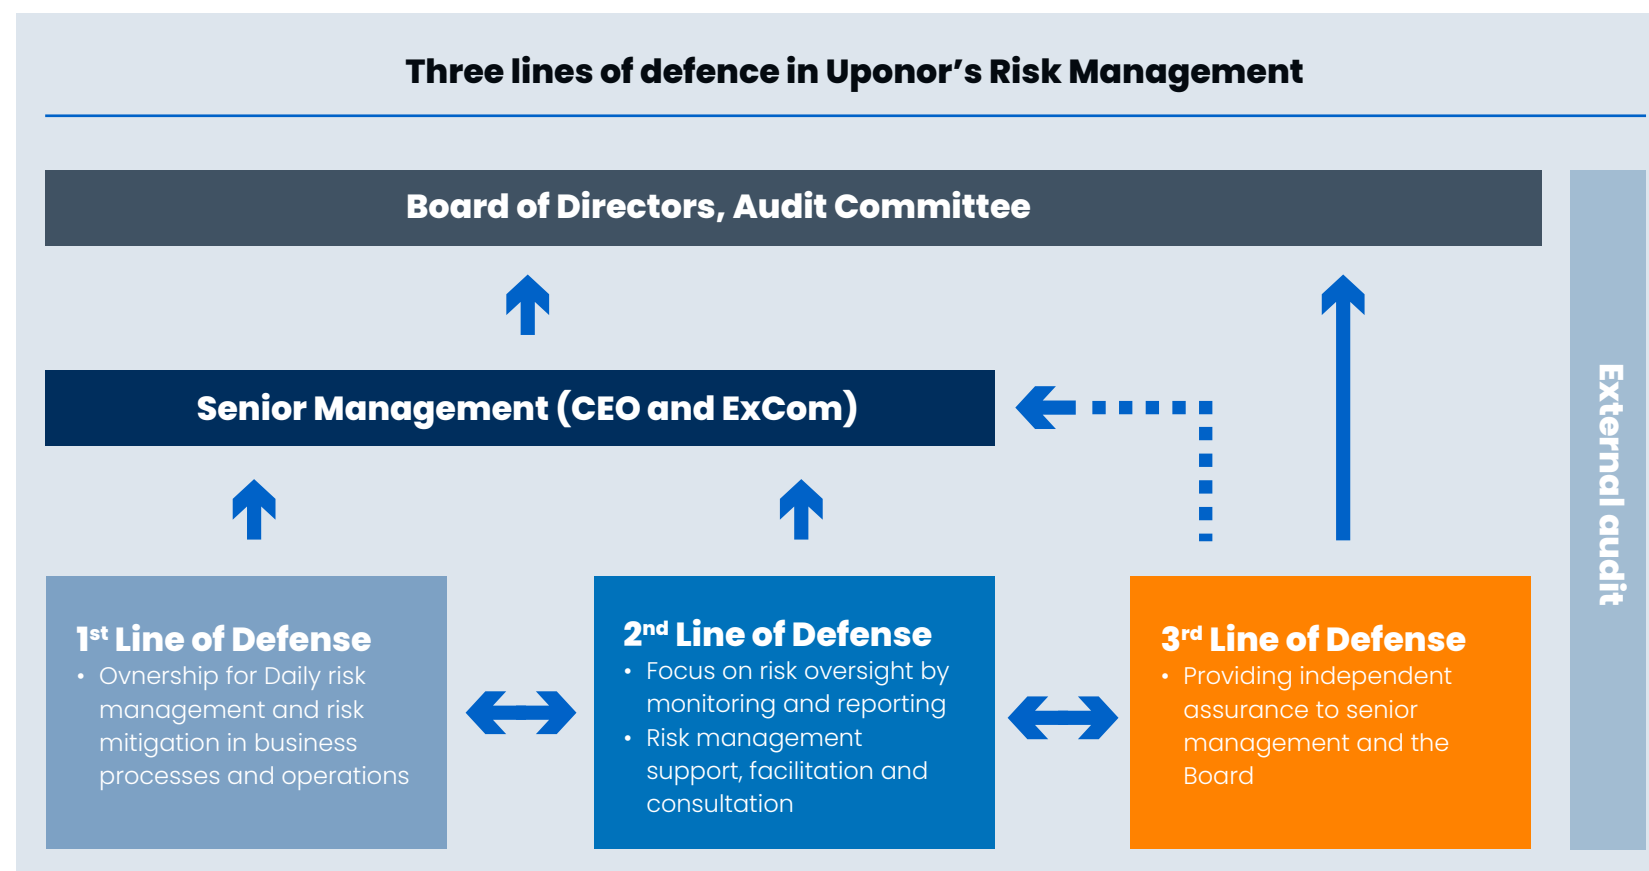 Three lines of defence in Uponor’s Risk Management
Board of Directors, Audit Committee
Senior Management (CEO and ExCom)
1st Line of Defense
• Ovnership for Daily risk
management and risk
mitigation in business
processes and operations
2nd Line of Defense
• Focus on risk oversight by
monitoring and reporting
• Risk management
support, facilitation and
consultation
3rd Line of Defense
• Providing independent
assurance to senior
management and the
Board
External audit